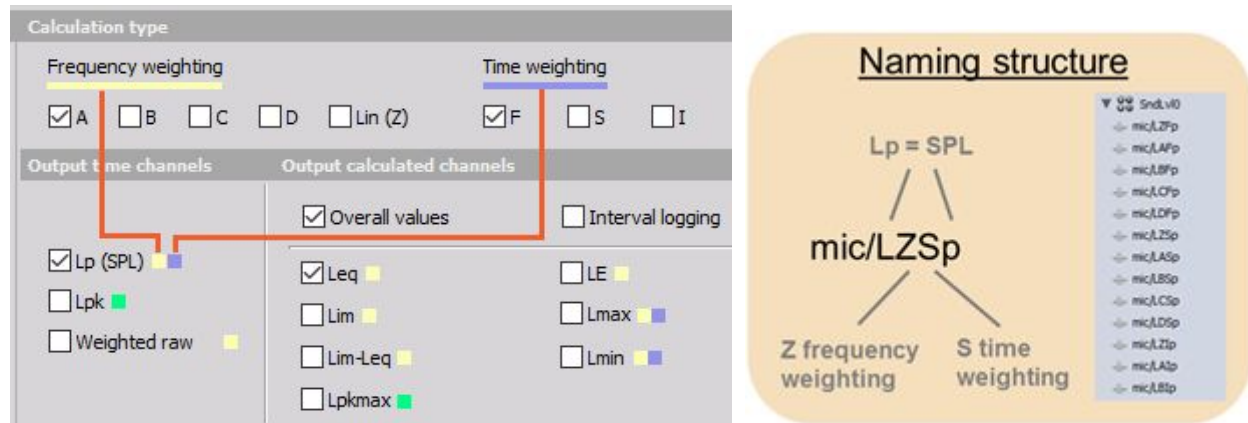 Calculation type
Frequency weighting Time weighting
A B C D Lin (Z) F S I
Output time channels Output calculated channels
Overall values Interval logging
Lp (SPL)
Leq LE
Lpk
Lim Lmax
Weighted raw
Lim-Leq Lmin
Lpkmax
Naming structure
Lp = SPL
mic/LZSp
Z frequency
weighting
S time
weighting
SndLvl0
mic/LZFp
mic/LAFp
mic/LBFp
mic/LCFp
mic/LDFp
mic/LZSp
mic/LASp
mic/LBSp
mic/LCSp
mic/LDSp
mic/LZIp
mic/LAIp
mic/LBIp